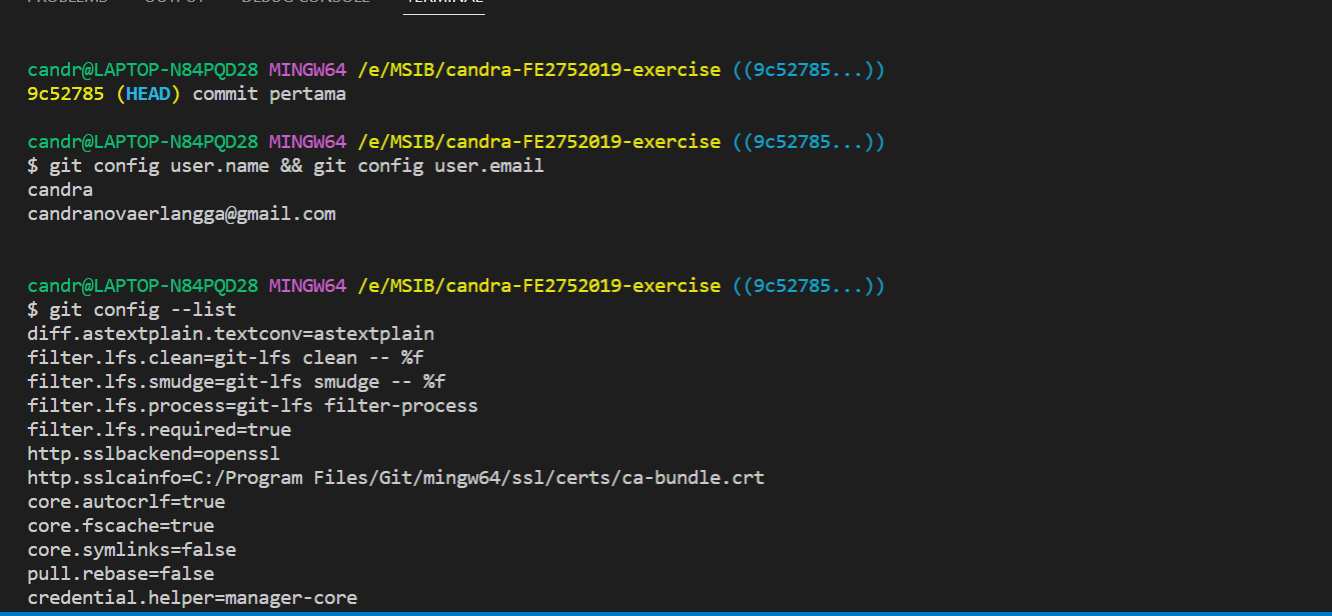 PROBLEMS OUTPUT DEBUG CONSOLE TERMINAL
candr@LAPTOP-N84PQD28 MINGW64 /e/MSIB/candra-FE2752019-exercise ((9c52785...))
9c52785 (HEAD) commit pertama
candr@LAPTOP-N84PQD28 MINGW64 /e/MSIB/candra-FE2752019-exercise ((9c52785...))
$ git config user.name && git config user.email
candra
candranovaerlangga@gmail.com
candr@LAPTOP-N84PQD28 MINGW64 /e/MSIB/candra-FE2752019-exercise ((9c52785...))
$ git config --list
diff.astextplain.textconv=astextplain
filter.lfs.clean=git-lfs clean -- %f
filter.lfs.smudge=git-lfs smudge -- %f
filter.lfs.process=git-lfs filter-process
filter.lfs.required=true
http.sslbackend=openssl
http.sslcainfo=C:/Program Files/Git/mingw64/ssl/certs/ca-bundle.crt
core.autocrlf=true
core.fscache=true
core.symlinks=false
pull.rebase=false
credential.helper=manager-core